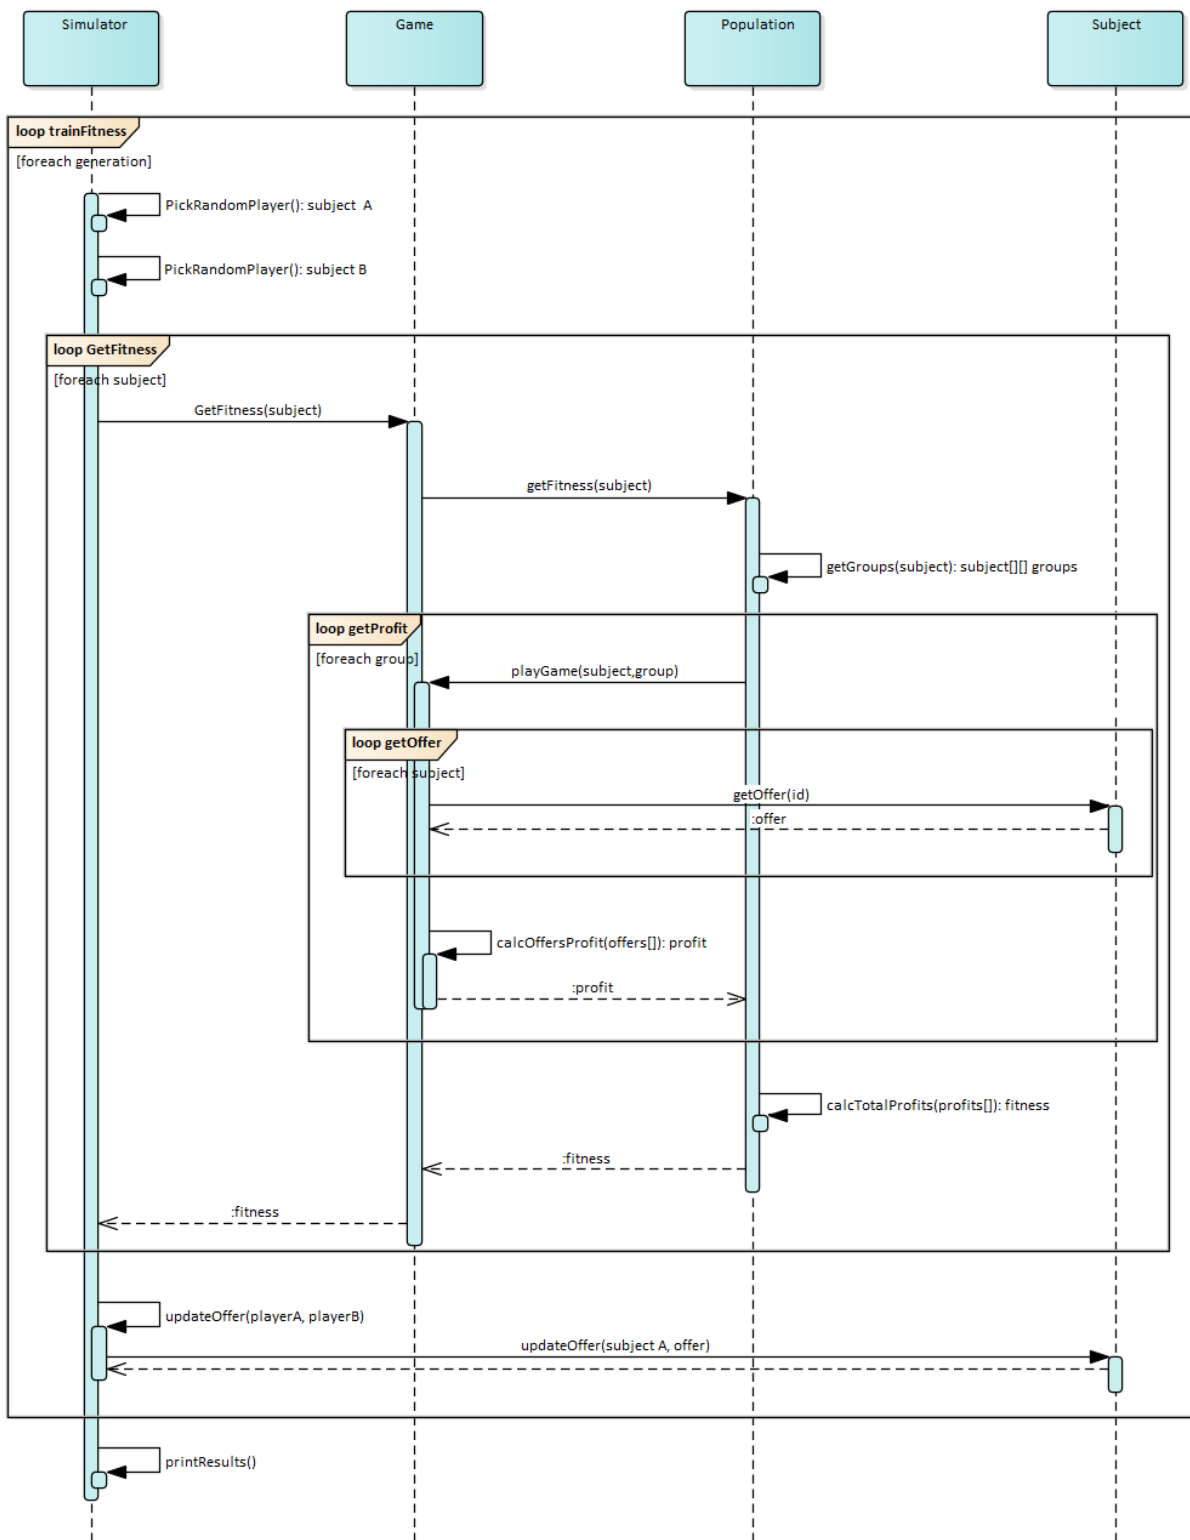 Simulator
Game
Population
Subject
loop trainFitness
[foreach generation]
PickRandomPlayer(): subject  A
PickRandomPlayer(): subject B
loop GetFitness
[foreach subject]
GetFitness(subject)
getFitness(subject)
getGroups(subject): subject[][] groups
loop getProfit
[foreach group]
playGame(subject,group)
loop getOffer
[foreach subject]
getOffer(id)
:offer
calcOffersProfit(offers[]): profit
:profit
calcTotalProfits(profits[]): fitness
:fitness
:fitness
updateOffer(playerA, playerB)
updateOffer(subject A, offer)
printResults()